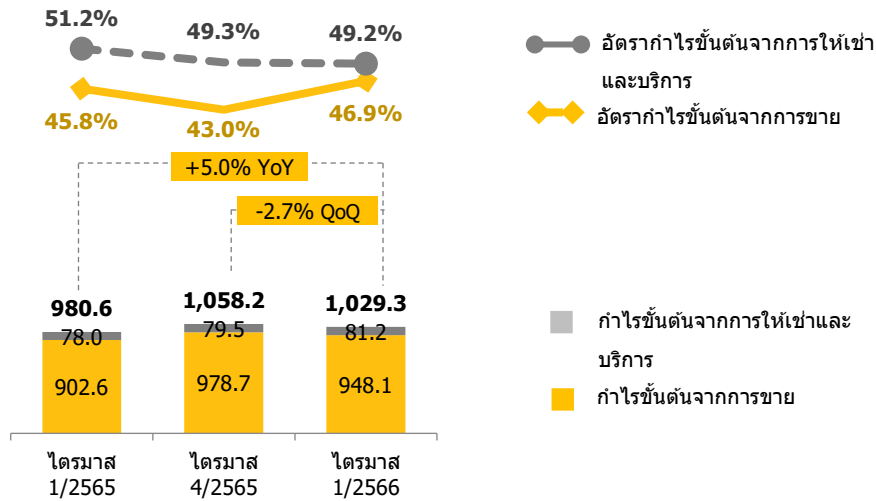 51.2%
49.3%
49.2%
45.8%
43.0%
46.9%
อัตรากำไรขั้นต้นจากการให้เช่า
และบริการ
อัตรากำไรขั้นต้นจากการขาย
+5.0% YoY
-2.7% QoQ
980.6
1,058.2
1,029.3
78.0
79.5
81.2
902.6
978.7
948.1
กำไรขั้นต้นจากการให้เช่าและ
บริการ
กำไรขั้นต้นจากการขาย
ไตรมาส
1/2565
ไตรมาส
4/2565
ไตรมาส
1/2566